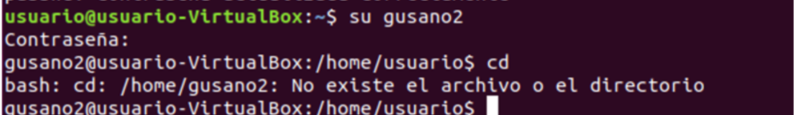 usuario@usuario-VirtualBox:~$ su gusano2
Contraseña:
gusano2@usuario-VirtualBox:/home/usuario$ cd
bash: cd: /home/gusano2: No existe el archivo o el directorio
gusano2@usuario-VirtualBox:/home/usuario$